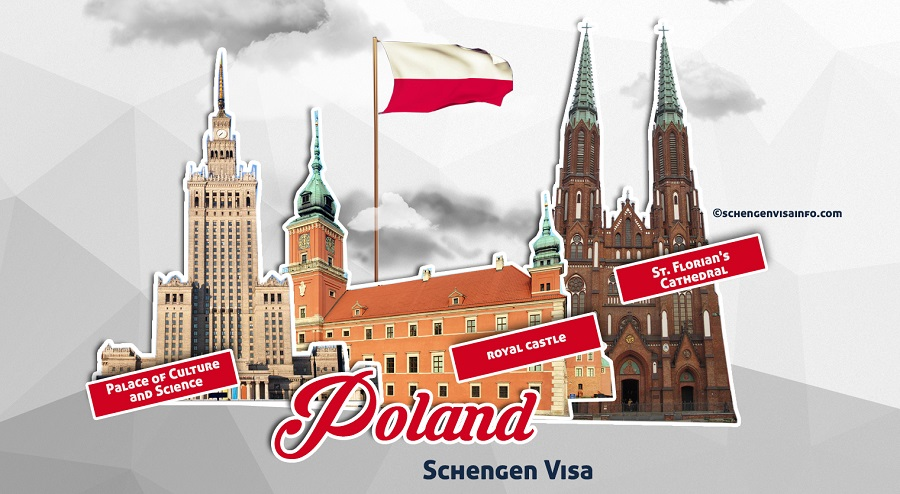 ©schengenvisainfo.com
St. Florian's
Cathedral
Royal Castle
Palace of Culture
and Science
Poland
Schengen Visa